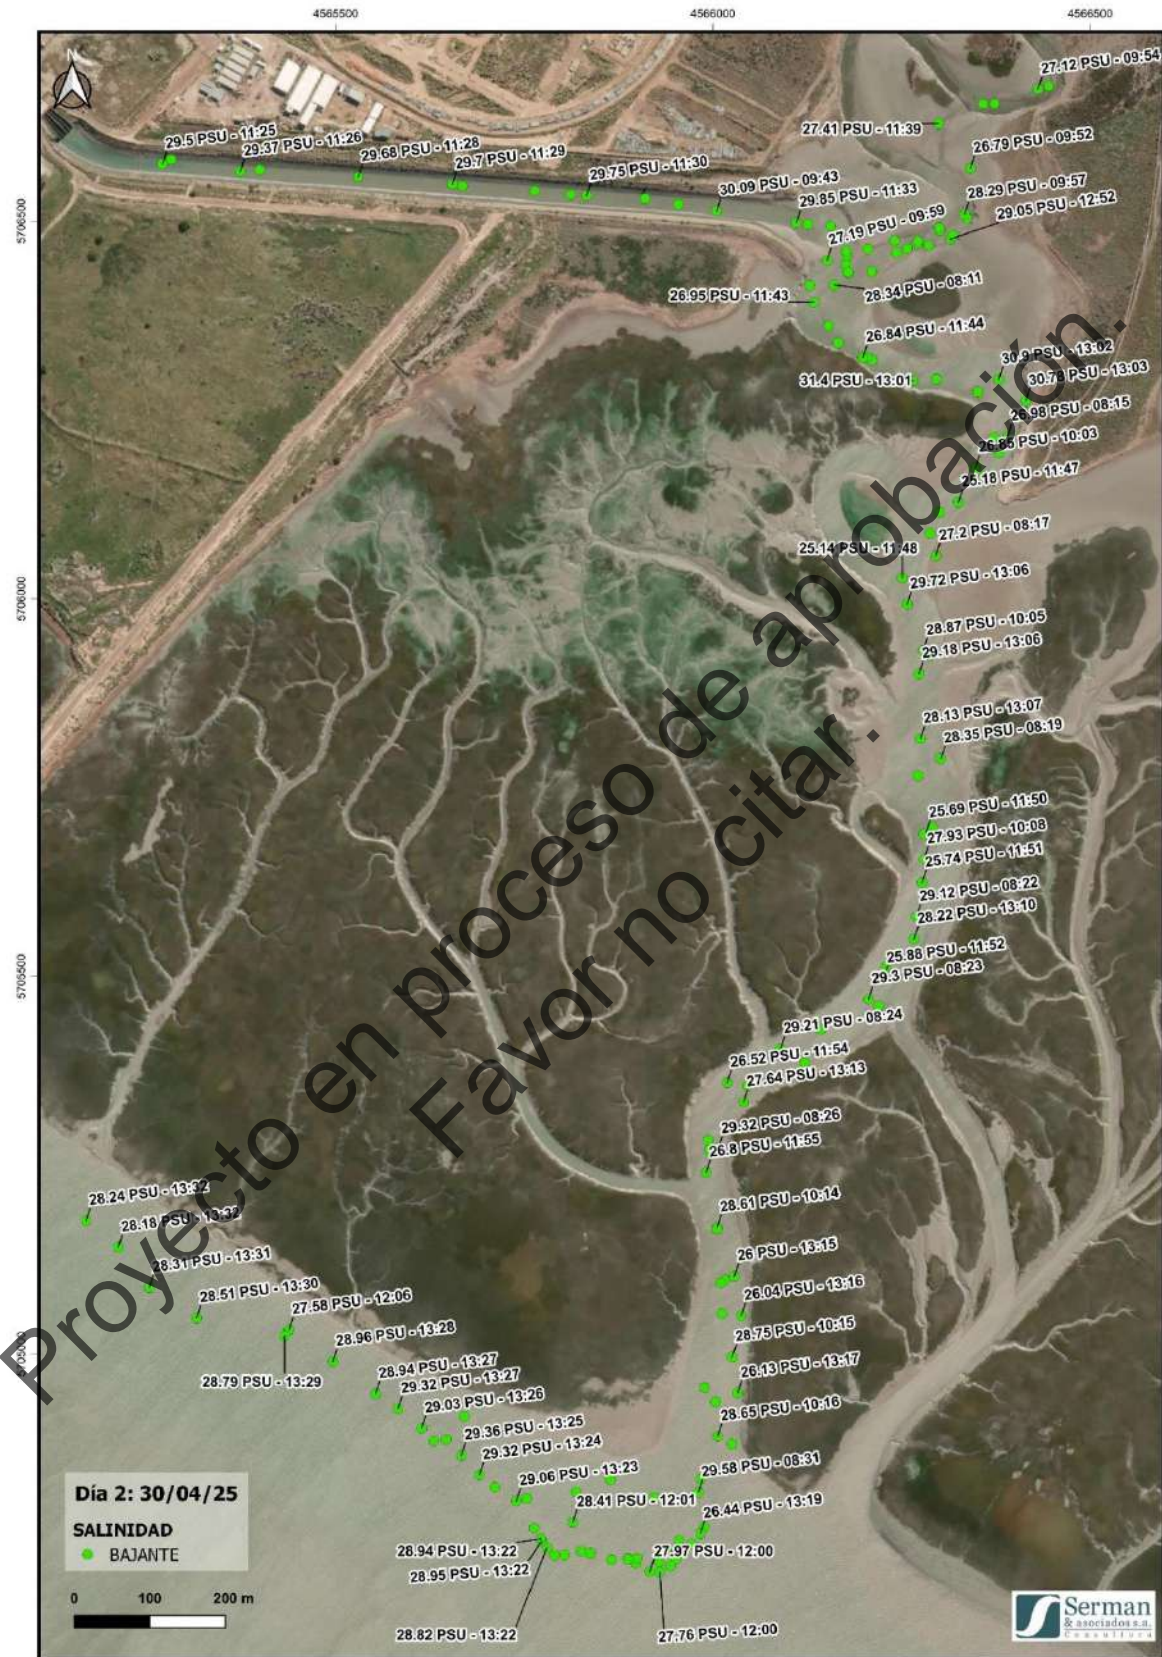 4565500
4566000
4566500
N
27.12 PSU - 09:54
27.41 PSU - 11:39
29.5 PSU - 11:25
29.37 PSU - 11:26
29.68 PSU - 11:28
29.7 PSU - 11:29
29.75 PSU - 11:30
30.09 PSU - 09:43
29.85 PSU - 11:33
26.79 PSU - 09:52
28.29 PSU - 09:57
29.05 PSU - 12:52
27.19 PSU - 09:59
5706500
28.34 PSU - 08:11
26.95 PSU - 11:43
26.84 PSU - 11:44
31.4 PSU - 13:01
30.9 PSU - 13:02
30.78 PSU - 13:03
26.98 PSU - 08:15
26.85 PSU - 10:03
25.18 PSU - 11:47
27.2 PSU - 08:17
25.14 PSU - 11:48
29.72 PSU - 13:06
5706000
28.87 PSU - 10:05
29.18 PSU - 13:06
28.13 PSU - 13:07
28.35 PSU - 08:19
25.69 PSU - 11:50
27.93 PSU - 10:08
25.74 PSU - 11:51
29.12 PSU - 08:22
28.22 PSU - 13:10
25.88 PSU - 11:52
29.3 PSU - 08:23
5705500
29.21 PSU - 08:24
26.52 PSU - 11:54
27.64 PSU - 13:13
29.32 PSU - 08:26
26.8 PSU - 11:55
28.61 PSU - 10:14
26 PSU - 13:15
26.04 PSU - 13:16
28.75 PSU - 10:15
26.13 PSU - 13:17
28.65 PSU - 10:16
29.58 PSU - 08:31
26.44 PSU - 13:19
28.24 PSU - 13:32
28.18 PSU - 13:32
28.31 PSU - 13:31
28.51 PSU - 13:30
27.58 PSU - 12:06
28.96 PSU - 13:28
5705000
28.79 PSU - 13:29
28.94 PSU - 13:27
29.32 PSU - 13:27
29.03 PSU - 13:26
29.36 PSU - 13:25
29.32 PSU - 13:24
29.06 PSU - 13:23
28.41 PSU - 12:01
28.94 PSU - 13:22
28.95 PSU - 13:22
27.97 PSU - 12:00
28.82 PSU - 13:22
27.76 PSU - 12:00
Proyecto en proceso de aprobación.
Favor no citar.
Día 2: 30/04/25
SALINIDAD
BAJANTE
0 100 200 m
Serman
& asociados s.a.
Consultora